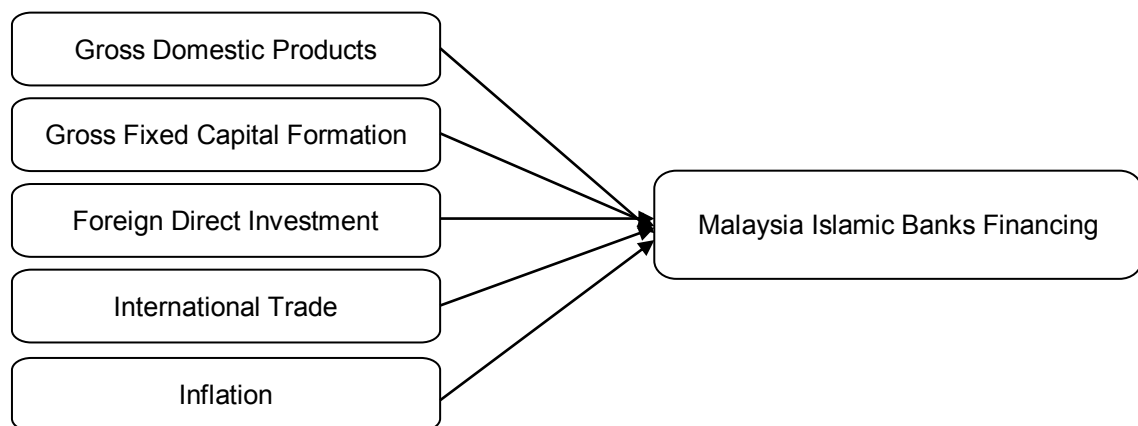 Gross Domestic Products
Gross Fixed Capital Formation
Foreign Direct Investment
Malaysia Islamic Banks Financing
International Trade
Inflation